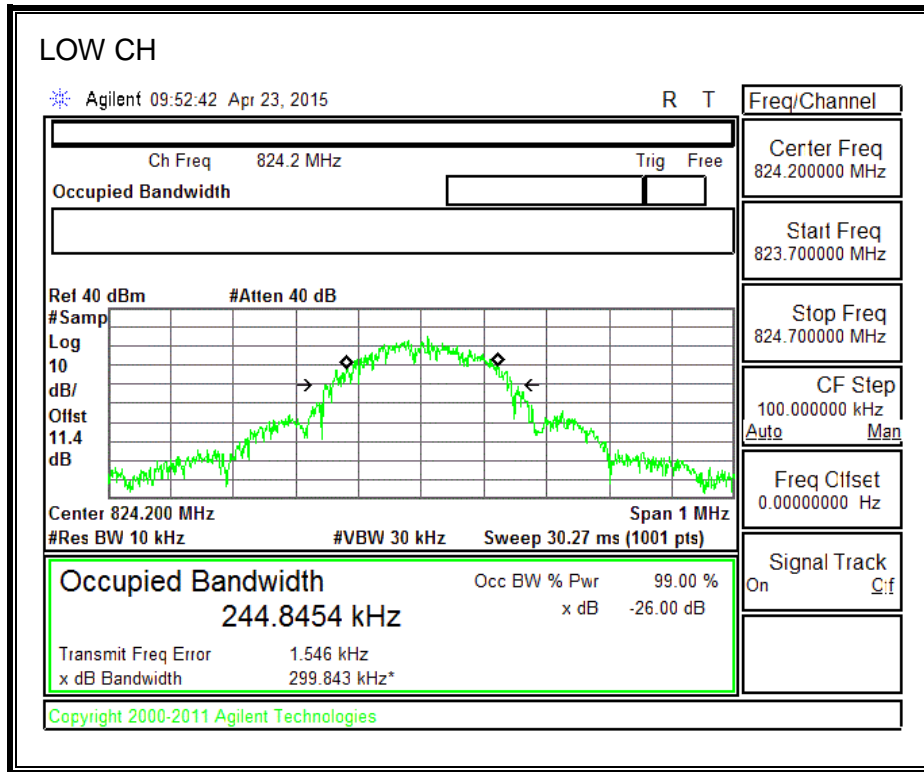 LOW CH
Agilent 09:52:42 Apr 23, 2015 R T
Freq/Channel
Ch Freq 824.2 MHz Trig Free
Occupied Bandwidth
Center Freq
824.200000 MHz
Start Freq
823.700000 MHz
Stop Freq
824.700000 MHz
CF Step
100.000000 kHz
Auto Man
Freq Offset
0.00000000 Hz
Signal Track
On Off
Ref 40 dBm #Atten 40 dB
#Samp
Log
10
dB/
Offst
11.4
dB
Center 824.200 MHz Span 1 MHz
#Res BW 10 kHz #VBW 30 kHz Sweep 30.27 ms (1001 pts)
Occupied Bandwidth Occ BW % Pwr 99.00 %
244.8454 kHz x dB -26.00 dB
Transmit Freq Error 1.546 kHz
x dB Bandwidth 299.843 kHz*
Copyright 2000-2011 Agilent Technologies